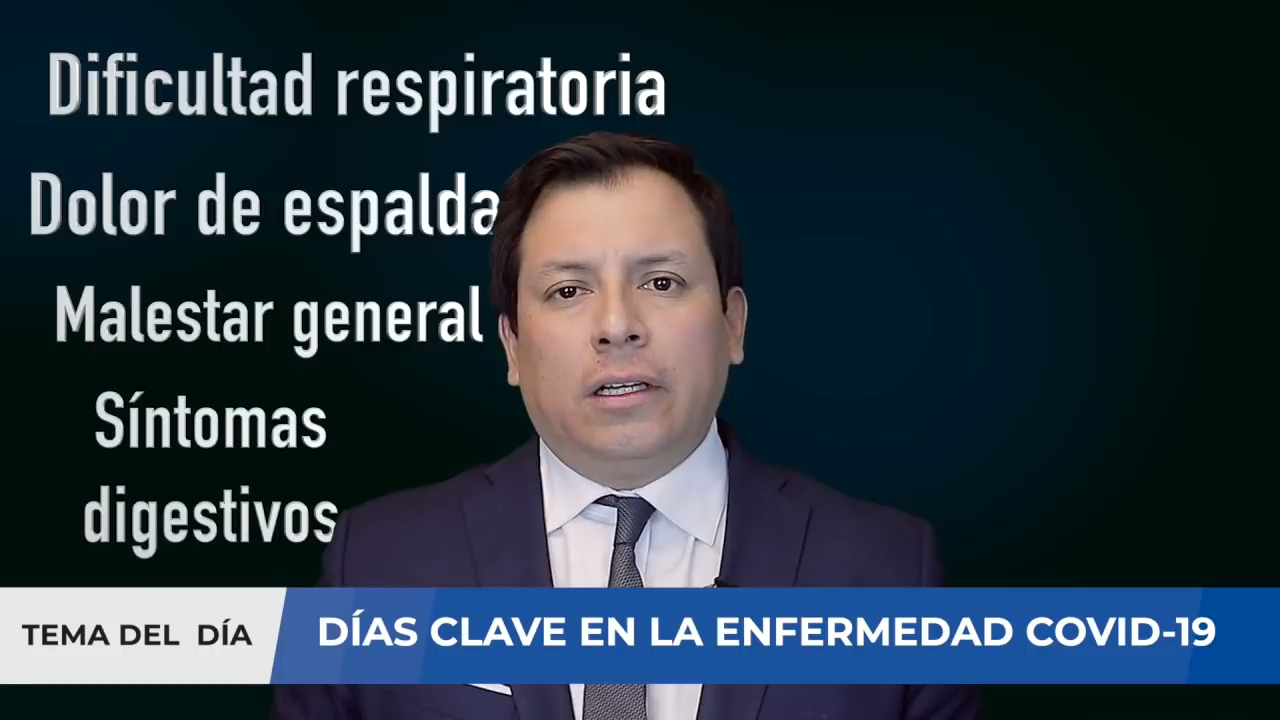 Dificultad respiratoria
Dolor de espalda
Malestar general
Síntomas
digestivos
TEMA DEL DÍA
DÍAS CLAVE EN LA ENFERMEDAD COVID-19